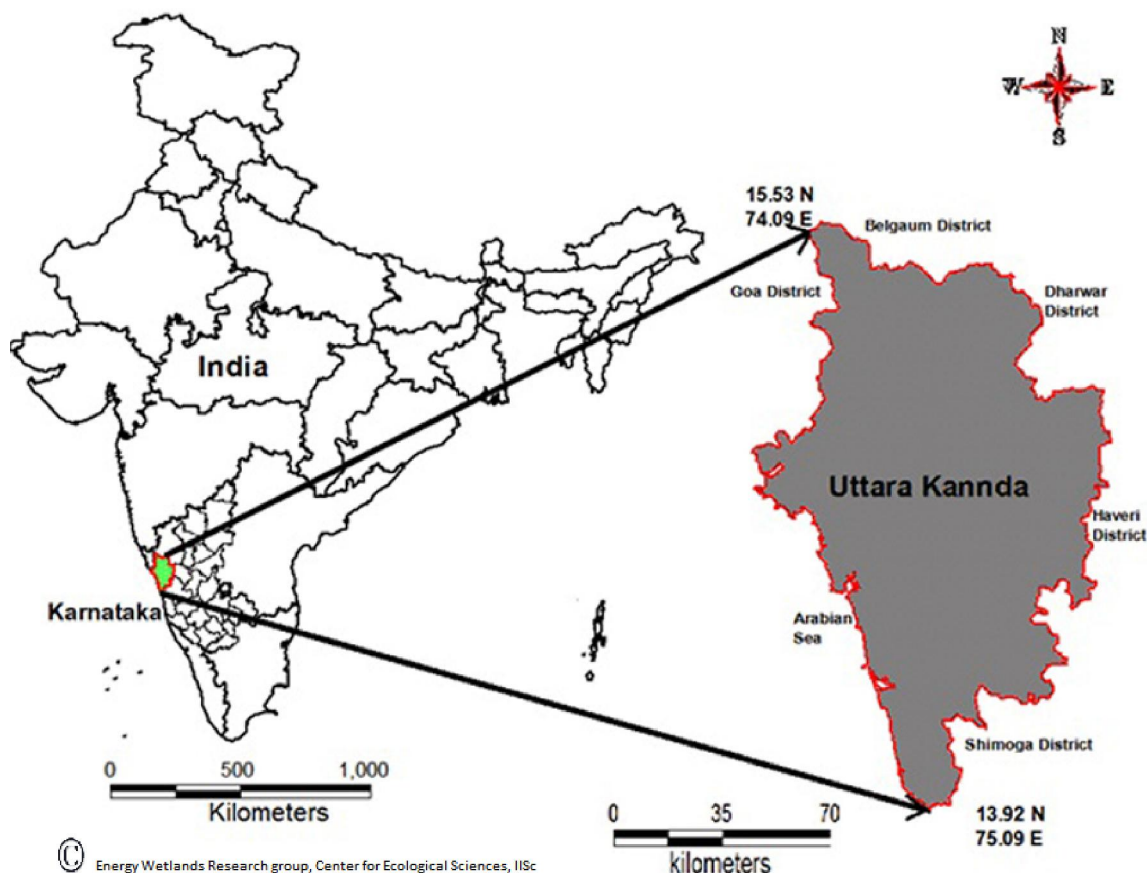 N
W E
S
15.53 N
74.09 E
Belgaum District
Goa District
Dharwar
District
India
Uttara Kannda
Haveri
District
Karnataka
Arabian
Sea
Shimoga District
0 500 1,000
Kilometers
13.92 N
75.09 E
0 35 70
kilometers
© Energy Wetlands Research group, Center for Ecological Sciences, IISc